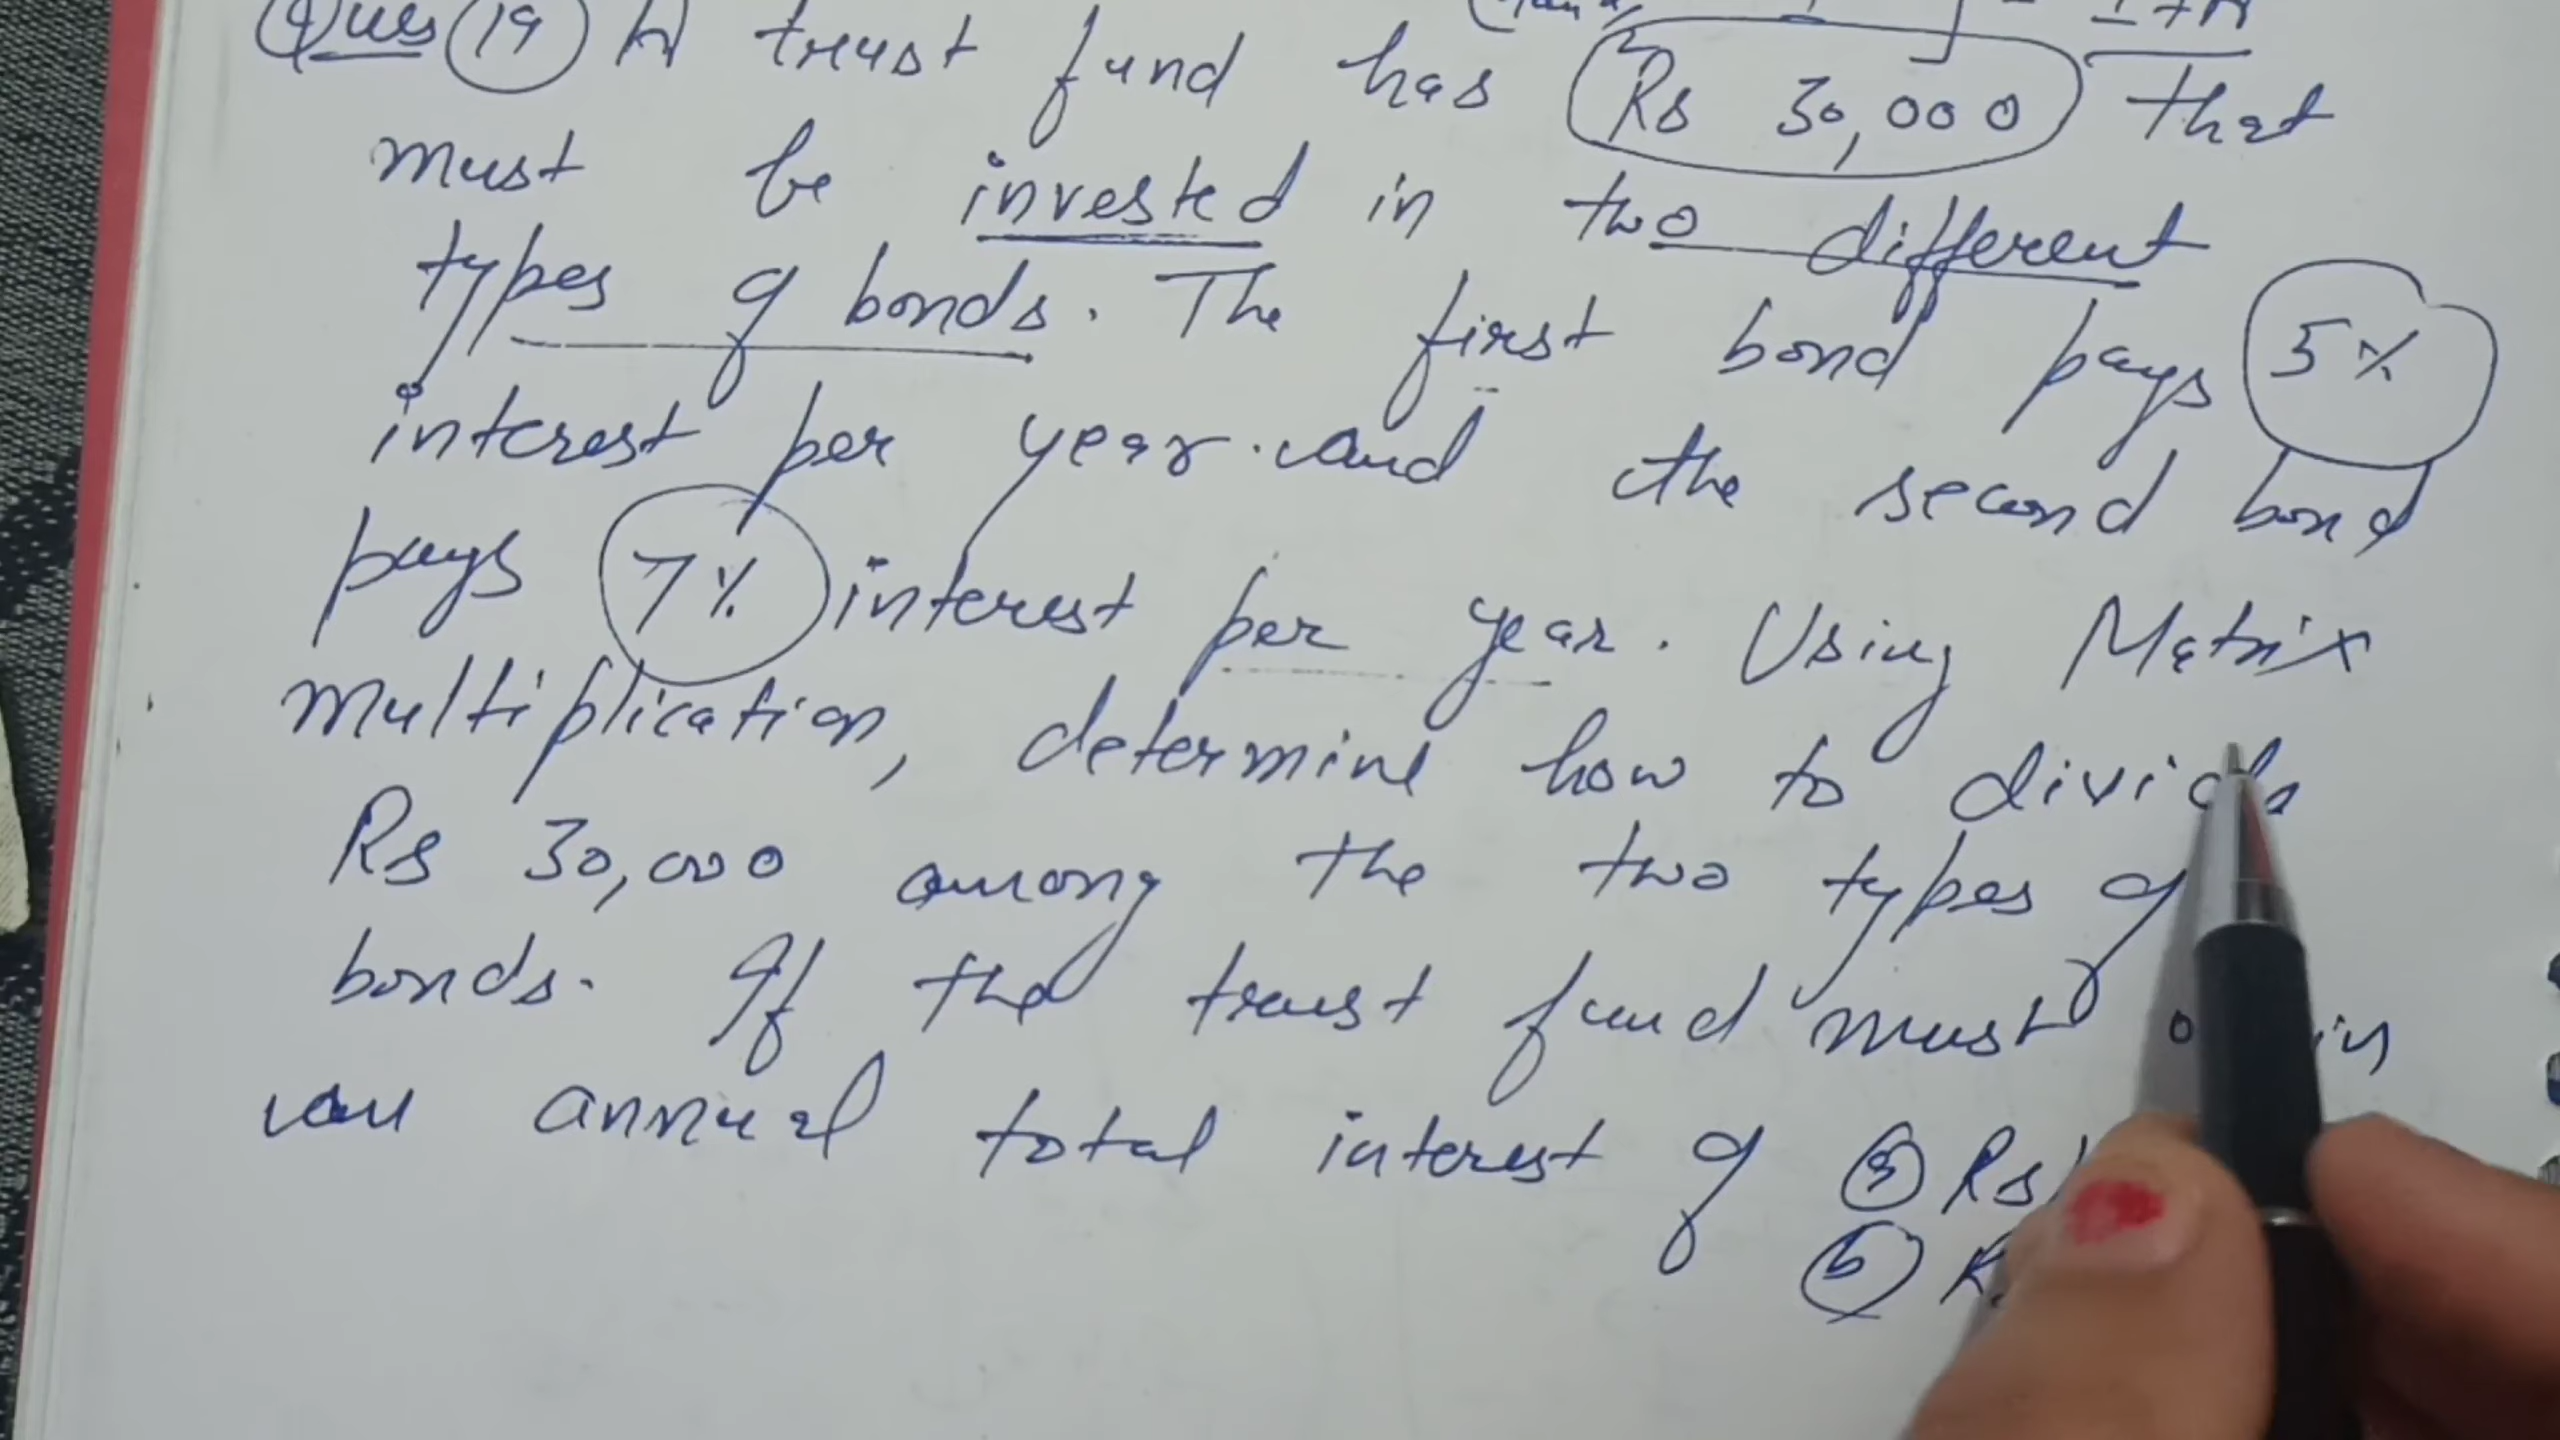 Ques 19 A trust fund has Rs 30,000 that
must be invested in two different
types of bonds. The first bond pays 5%
interest per year and the second bond
pays 7% interest per year. Using Matrix
multiplication, determine how to divide
Rs 30,000 among the two types of
bonds. If the trust fund must
an annual total interest of (a) Rs
(b)